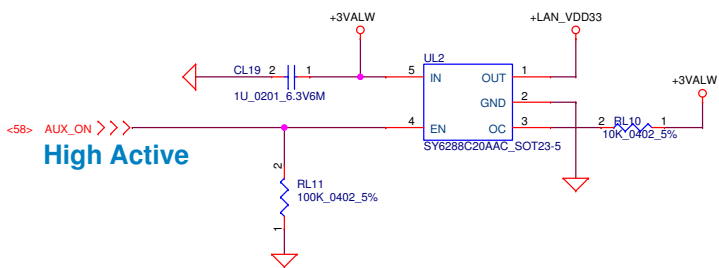 +3VALW
+LAN_VDD33
+3VALW
UL2
CL19 2 1
1U_0201_6.3V6M
5 IN OUT 1
GND 2
<58> AUX_ON
4 EN OC 3
2 RL10 1
10K_0402_5%
SY6288C20AAC_SOT23-5
High Active
2
RL11
100K_0402_5%
1